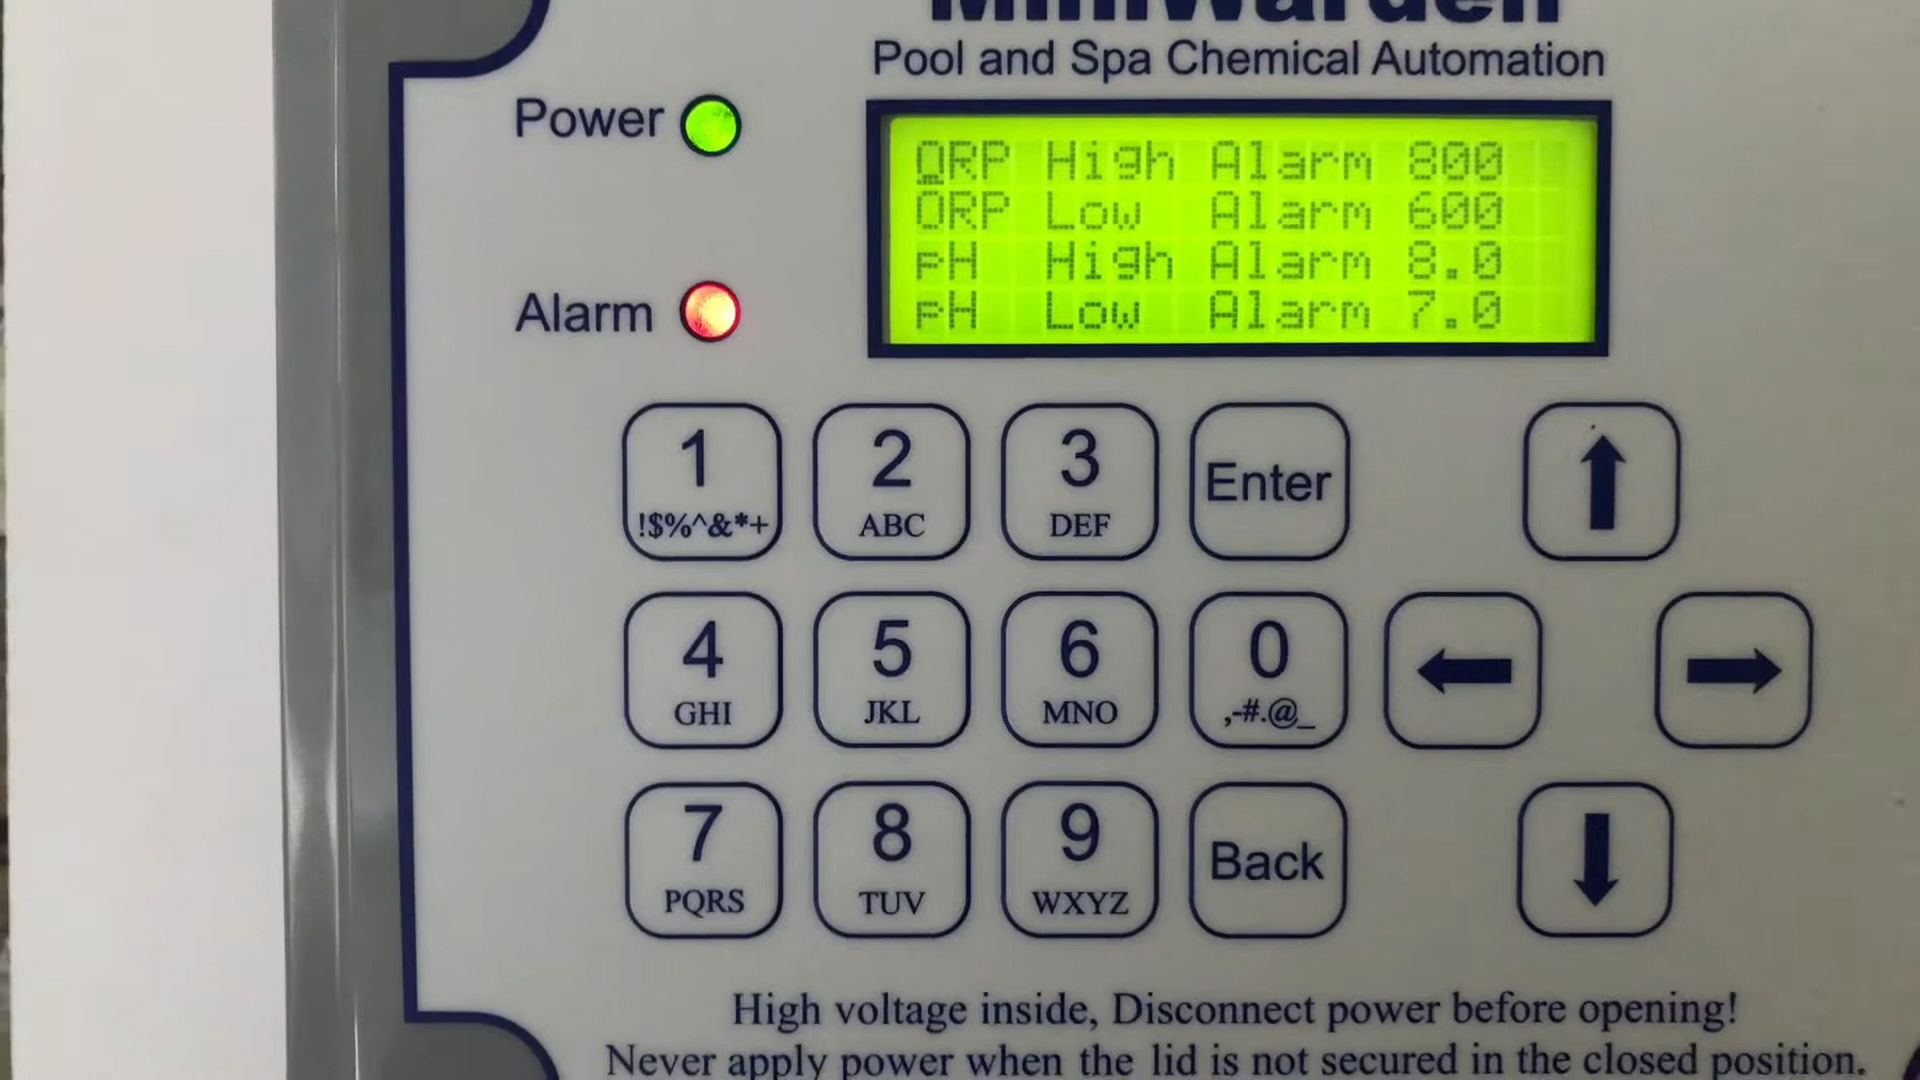 MiniWarden
Pool and Spa Chemical Automation
Power
ORP High Alarm 800
ORP Low Alarm 600
pH High Alarm 8.0
pH Low Alarm 7.0
Alarm
1 2 3 Enter
!$%^&*+ ABC DEF
4 5 6 0
GHI JKL MNO ,-#.@_
7 8 9 Back
PQRS TUV WXYZ
High voltage inside, Disconnect power before opening!
Never apply power when the lid is not secured in the closed position.